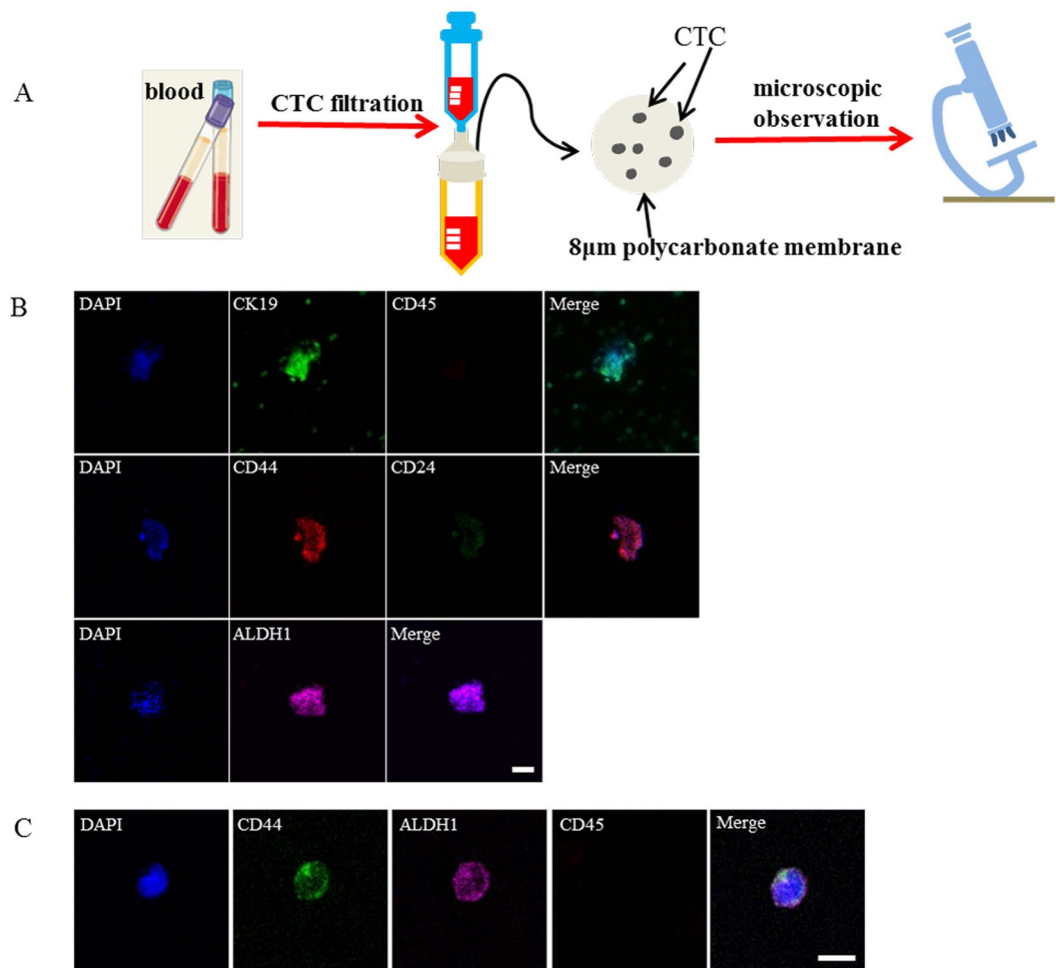 A
blood
CTC filtration
CTC
microscopic
observation
8μm polycarbonate membrane
B
DAPI
CK19
CD45
Merge
DAPI
CD44
CD24
Merge
DAPI
ALDH1
Merge
C
DAPI
CD44
ALDH1
CD45
Merge